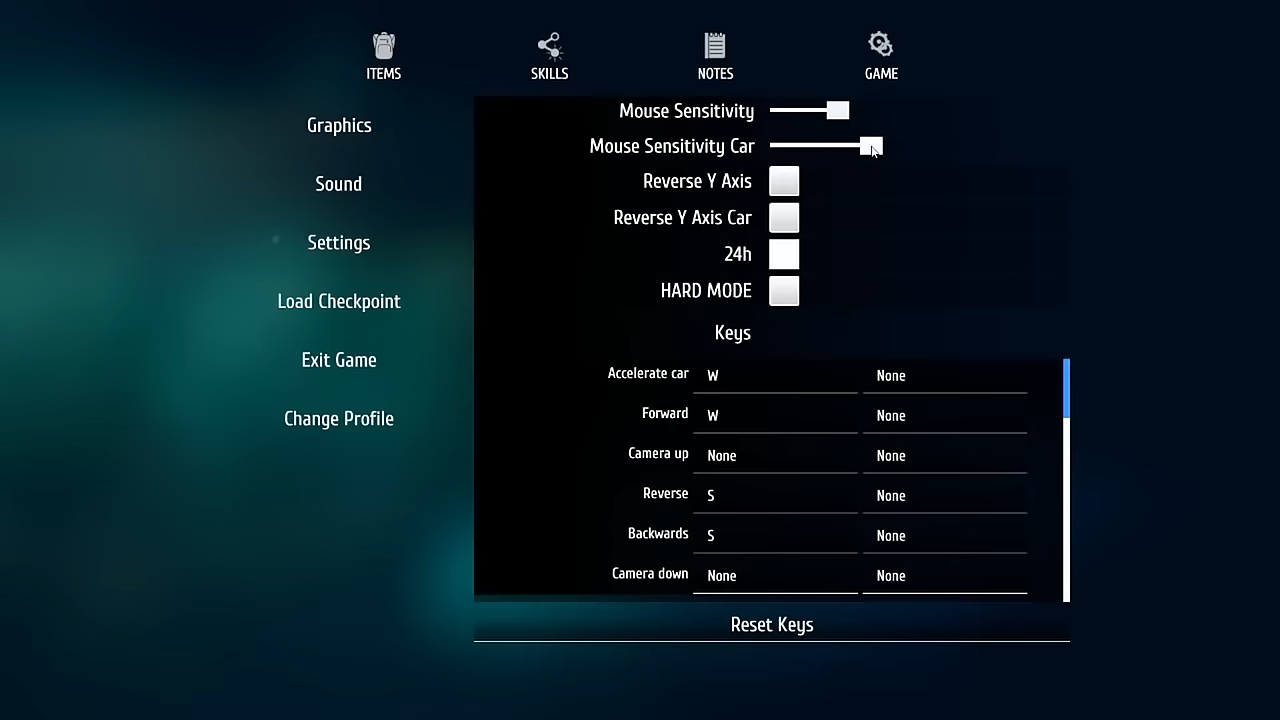 ITEMS SKILLS NOTES GAME
Graphics
Sound
Settings
Load Checkpoint
Exit Game
Change Profile
Mouse Sensitivity
Mouse Sensitivity Car
Reverse Y Axis
Reverse Y Axis Car
24h
HARD MODE
Keys
Accelerate car W None
Forward W None
Camera up None None
Reverse S None
Backwards S None
Camera down None None
Reset Keys